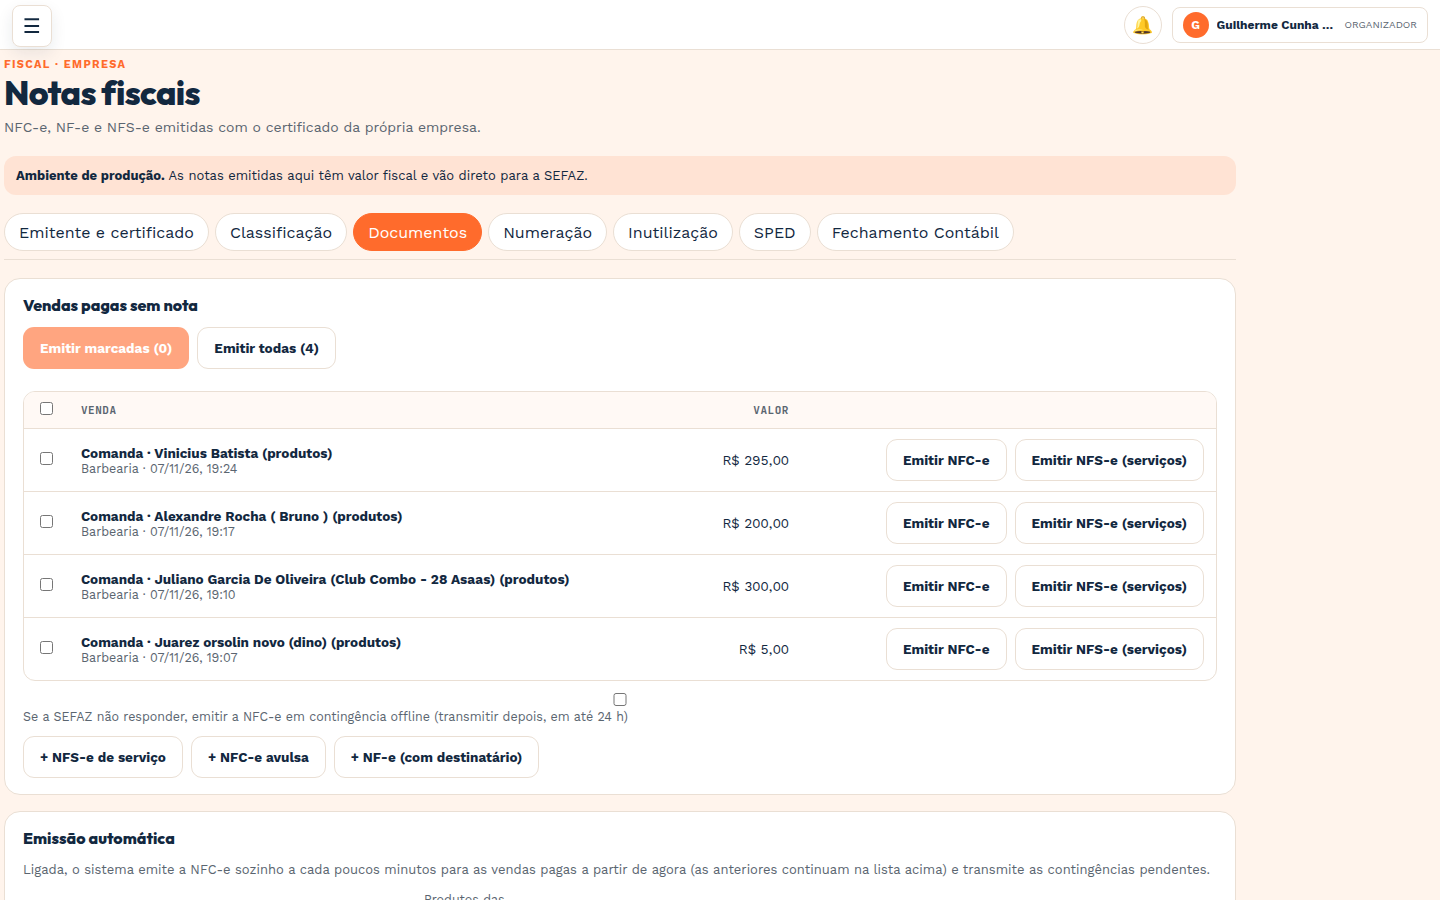 ☰
🔔
G
Guilherme Cunha ...
ORGANIZADOR
FISCAL · EMPRESA
Notas fiscais
NFC-e, NF-e e NFS-e emitidas com o certificado da própria empresa.
Ambiente de produção. As notas emitidas aqui têm valor fiscal e vão direto para a SEFAZ.
Emitente e certificado
Classificação
Documentos
Numeração
Inutilização
SPED
Fechamento Contábil
Vendas pagas sem nota
Emitir marcadas (0)
Emitir todas (4)
VENDA
VALOR
Comanda · Vinicius Batista (produtos)
Barbearia · 07/11/26, 19:24
R$ 295,00
Emitir NFC-e
Emitir NFS-e (serviços)
Comanda · Alexandre Rocha ( Bruno ) (produtos)
Barbearia · 07/11/26, 19:17
R$ 200,00
Emitir NFC-e
Emitir NFS-e (serviços)
Comanda · Juliano Garcia De Oliveira (Club Combo - 28 Asaas) (produtos)
Barbearia · 07/11/26, 19:10
R$ 300,00
Emitir NFC-e
Emitir NFS-e (serviços)
Comanda · Juarez orsolin novo (dino) (produtos)
Barbearia · 07/11/26, 19:07
R$ 5,00
Emitir NFC-e
Emitir NFS-e (serviços)
Se a SEFAZ não responder, emitir a NFC-e em contingência offline (transmitir depois, em até 24 h)
+ NFS-e de serviço
+ NFC-e avulsa
+ NF-e (com destinatário)
Emissão automática
Ligada, o sistema emite a NFC-e sozinho a cada poucos minutos para as vendas pagas a partir de agora (as anteriores continuam na lista acima) e transmite as contingências pendentes.
Produtos das